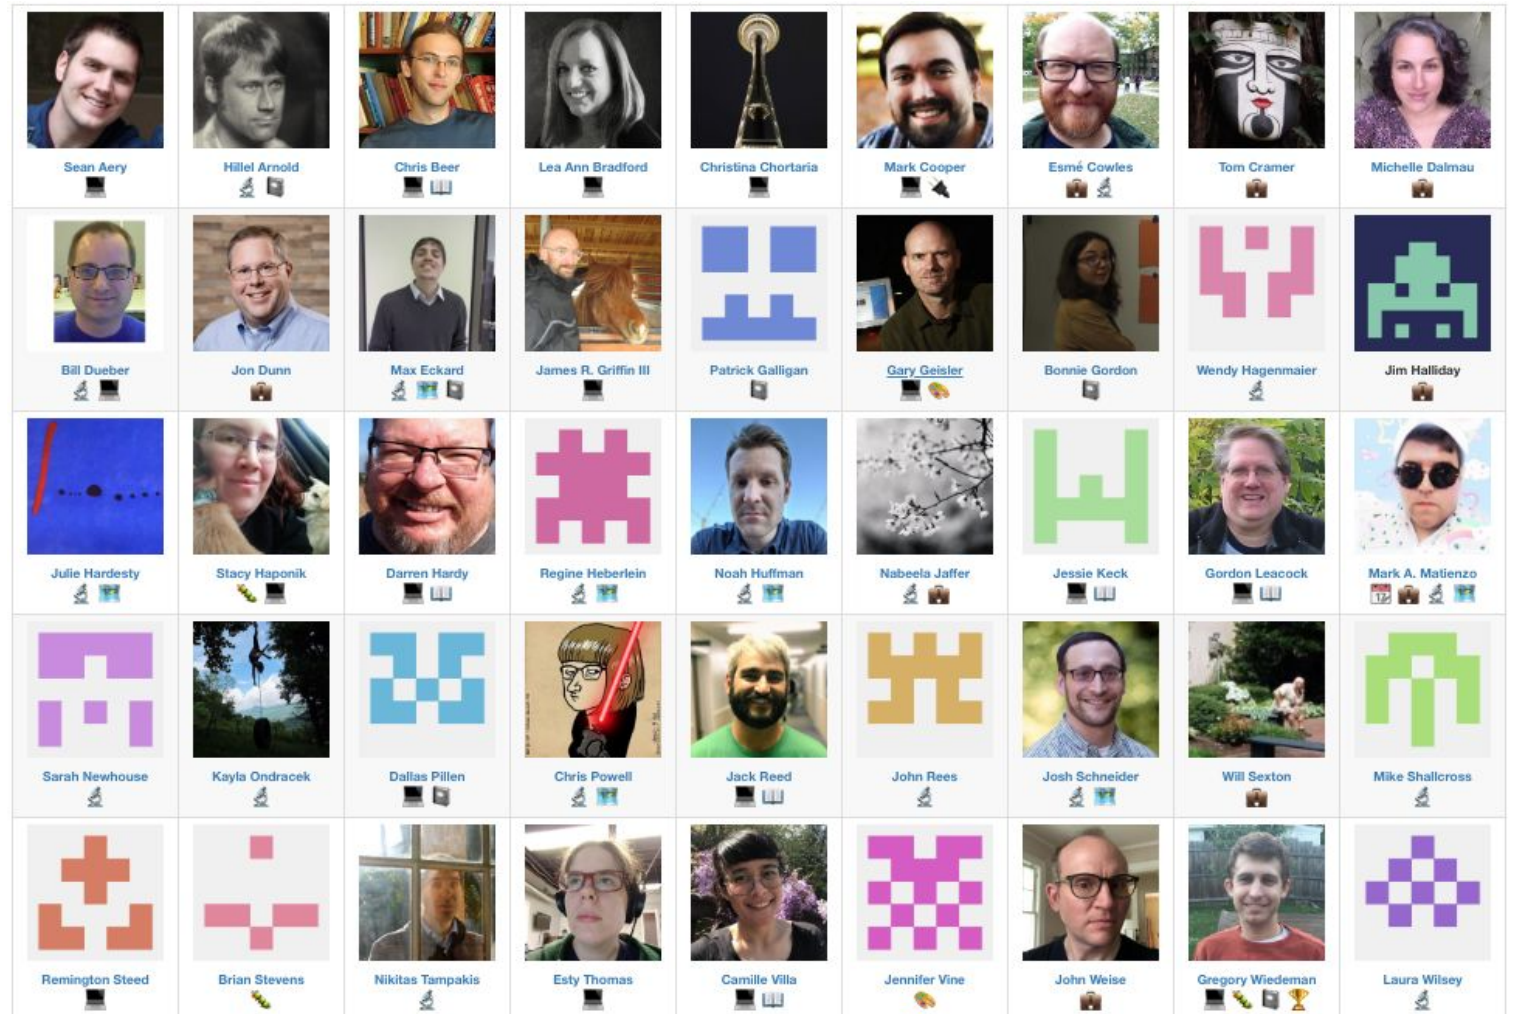 Sean Aery
Hillel Arnold
Chris Beer
Lea Ann Bradford
Christina Chortaria
Mark Cooper
Esmé Cowles
Tom Cramer
Michelle Dalmau
Bill Dueber
Jon Dunn
Max Eckard
James R. Griffin III
Patrick Galligan
Gary Geisler
Bonnie Gordon
Wendy Hagenmaier
Jim Halliday
Julie Hardesty
Stacy Haponik
Darren Hardy
Regine Heberlein
Noah Huffman
Nabeela Jaffer
Jessie Keck
Gordon Leacock
Mark A. Matienzo
Sarah Newhouse
Kayla Ondracek
Dallas Pillen
Chris Powell
Jack Reed
John Rees
Josh Schneider
Will Sexton
Mike Shallcross
Remington Steed
Brian Stevens
Nikitas Tampakis
Esty Thomas
Camille Villa
Jennifer Vine
John Weise
Gregory Wiedeman
Laura Wilsey